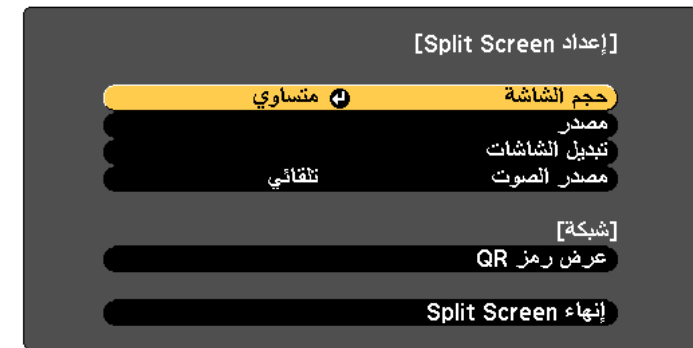 [إعداد Split Screen]
حجم الشاشة متساوي
مصدر
تبديل الشاشات
مصدر الصوت تلقائي
[شبكة]
عرض رمز QR
إنهاء Split Screen